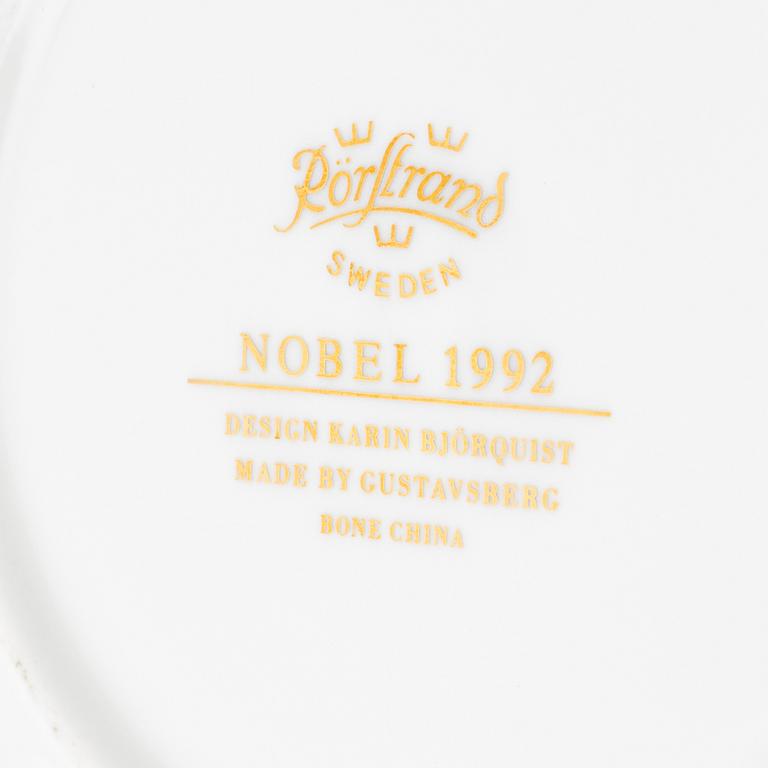 Rörstrand
SWEDEN
NOBEL 1992
DESIGN KARIN BJÖRQUIST
MADE BY GUSTAVSBERG
BONE CHINA